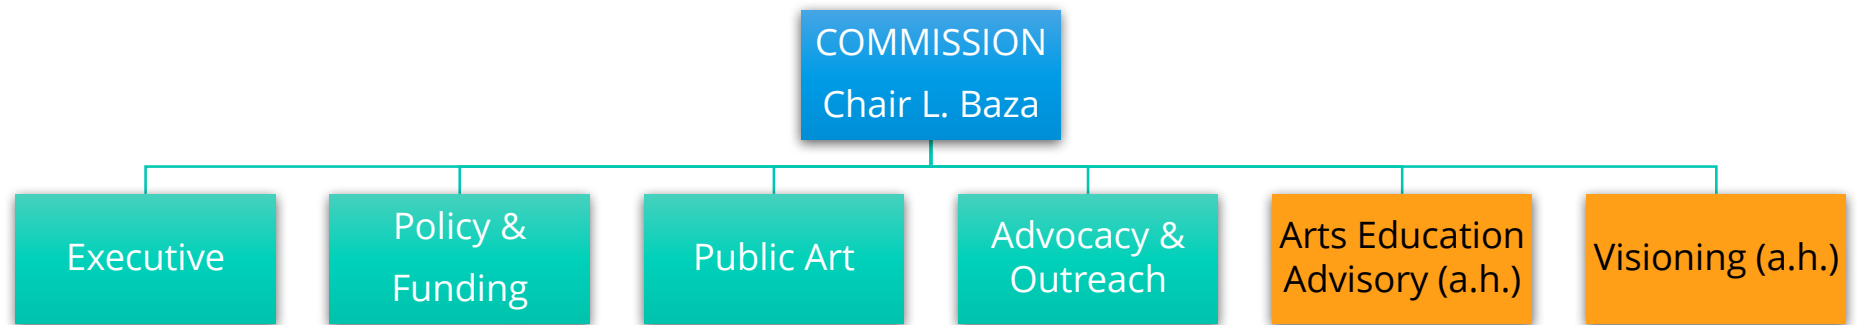 COMMISSION
Chair L. Baza
Executive
Policy &
Funding
Public Art
Advocacy &
Outreach
Arts Education
Advisory (a.h.)
Visioning (a.h.)